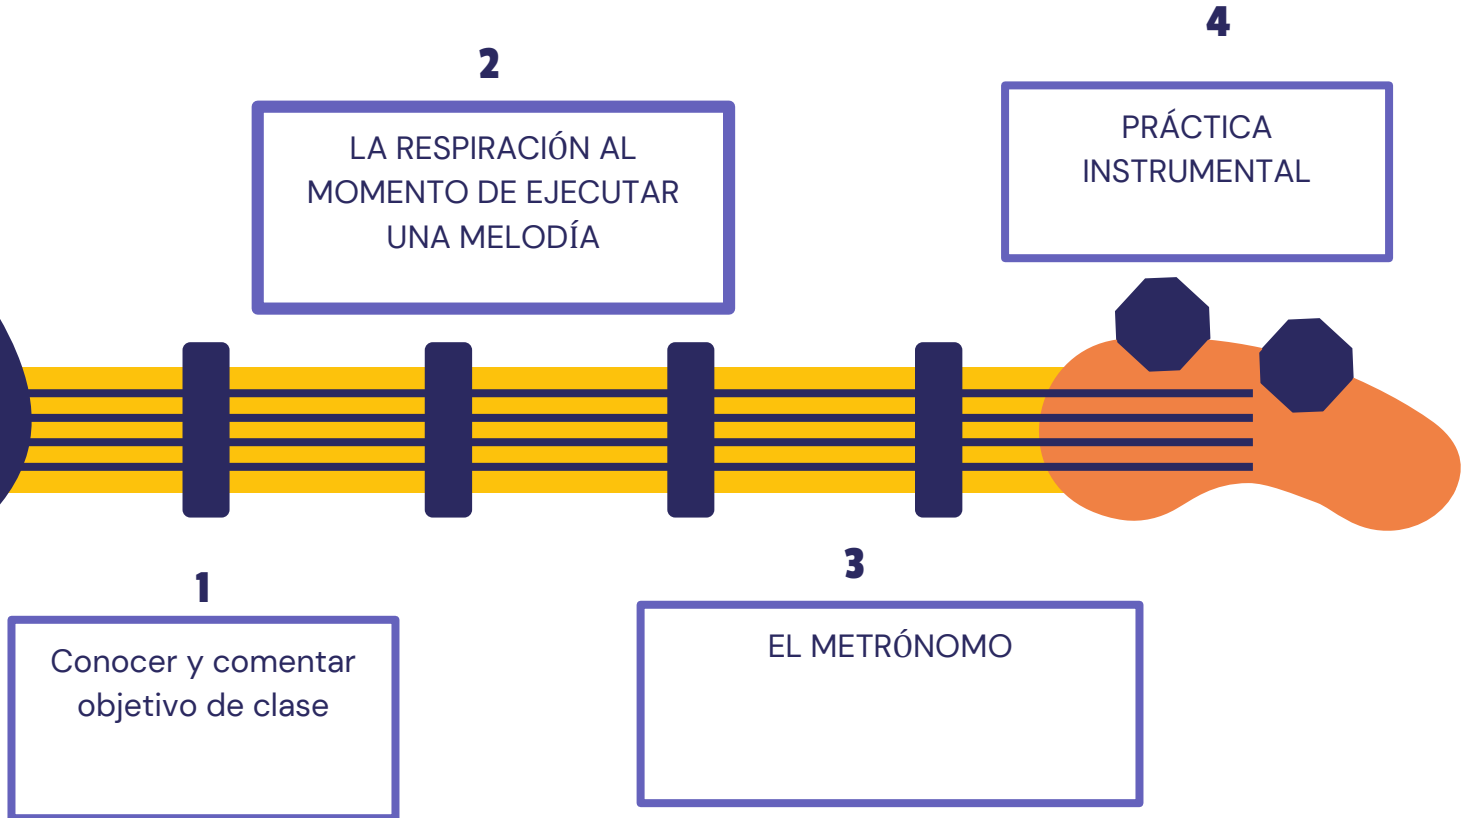 1
Conocer y comentar
objetivo de clase
2
LA RESPIRACIÓN AL
MOMENTO DE EJECUTAR
UNA MELODÍA
3
EL METRÓNOMO
4
PRÁCTICA
INSTRUMENTAL